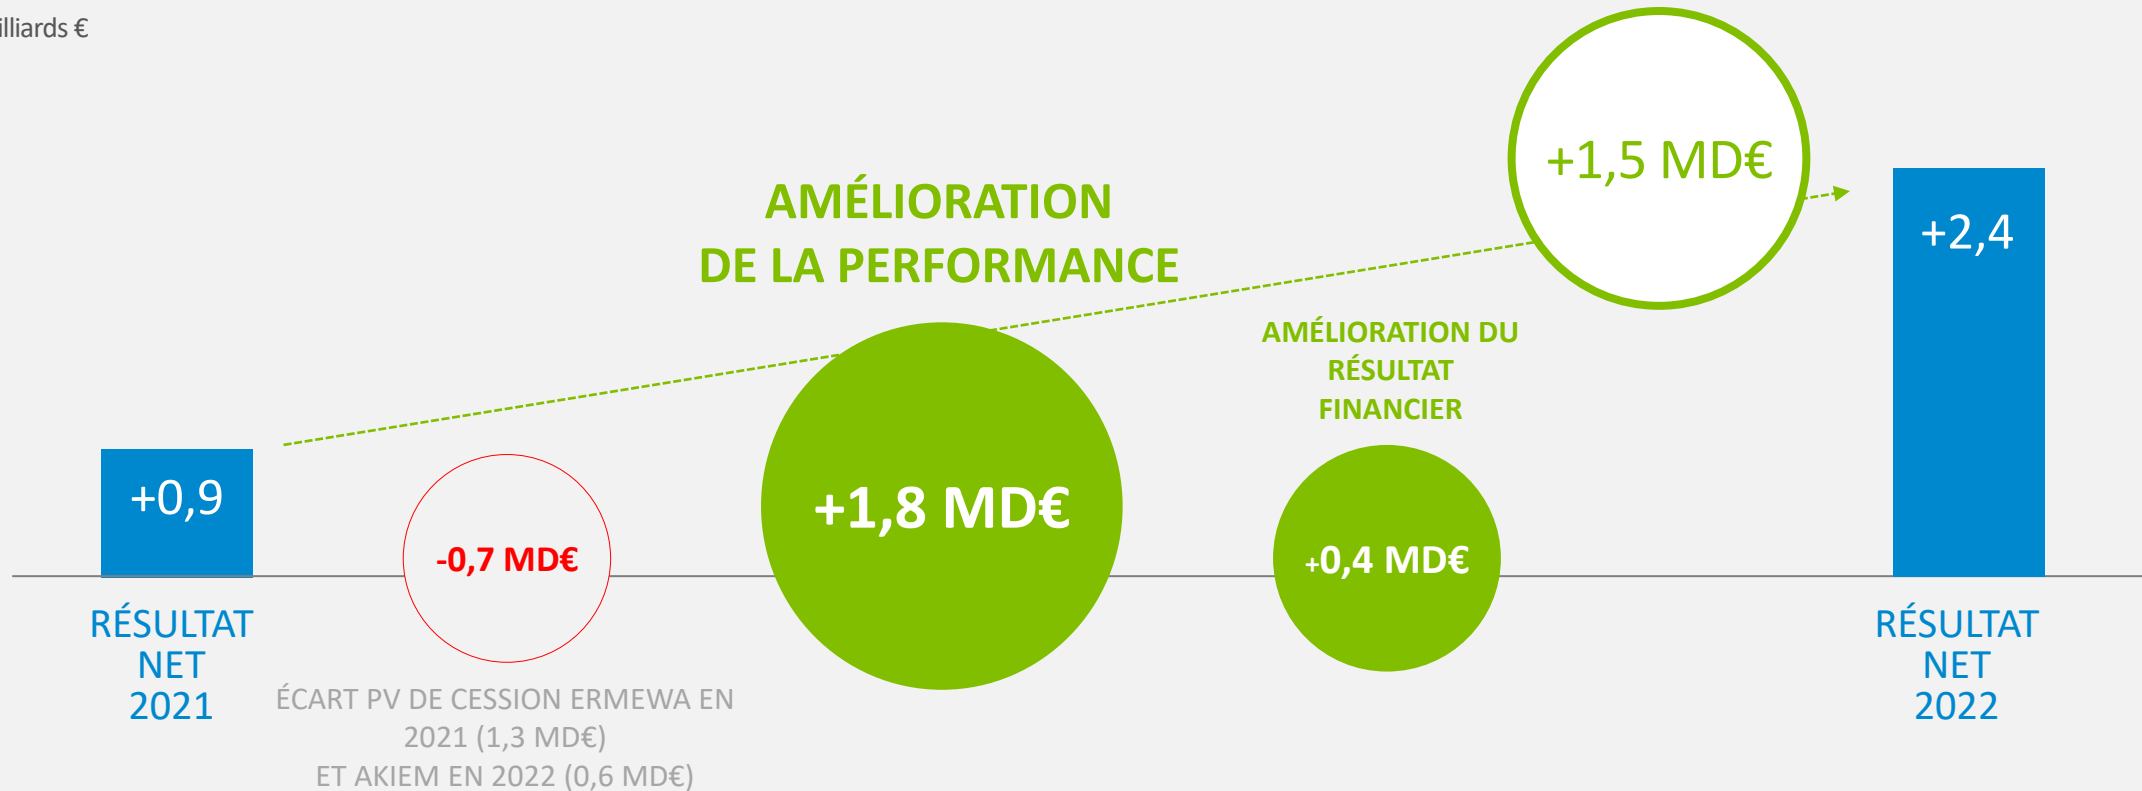 illiards €
+1,5 MD€
AMÉLIORATION
DE LA PERFORMANCE
+2,4
AMÉLIORATION DU
RÉSULTAT
FINANCIER
+0,9
-0,7 MD€
+1,8 MD€
+0,4 MD€
RÉSULTAT
NET
2021
ÉCART PV DE CESSION ERMEWA EN
2021 (1,3 MD€)
ET AKIEM EN 2022 (0,6 MD€)
RÉSULTAT
NET
2022